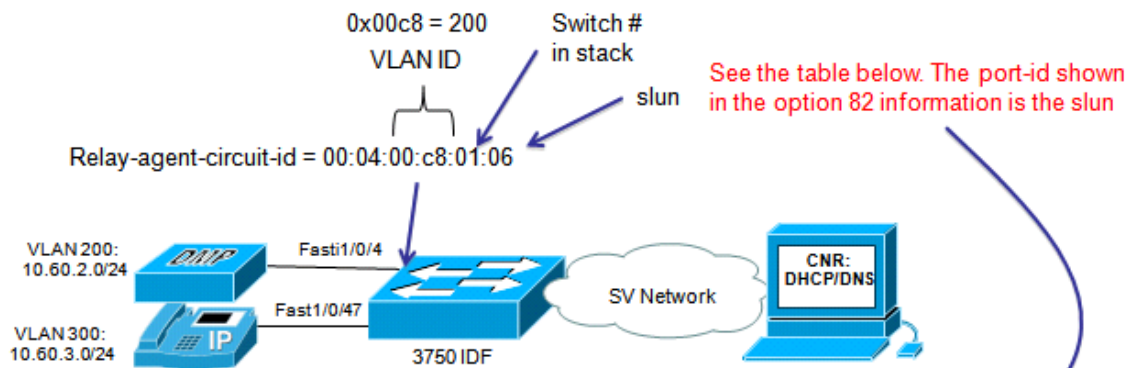 0x00c8 = 200
VLAN ID
Switch #
in stack
slun
See the table below. The port-id shown
in the option 82 information is the slun
Relay-agent-circuit-id = 00:04:00:c8:01:06
VLAN 200:
10.60.2.0/24
DMP
Fasti1/0/4
VLAN 300:
10.60.3.0/24
IP
Fast1/0/47
3750 IDF
SV Network
CNR:
DHCP/DNS